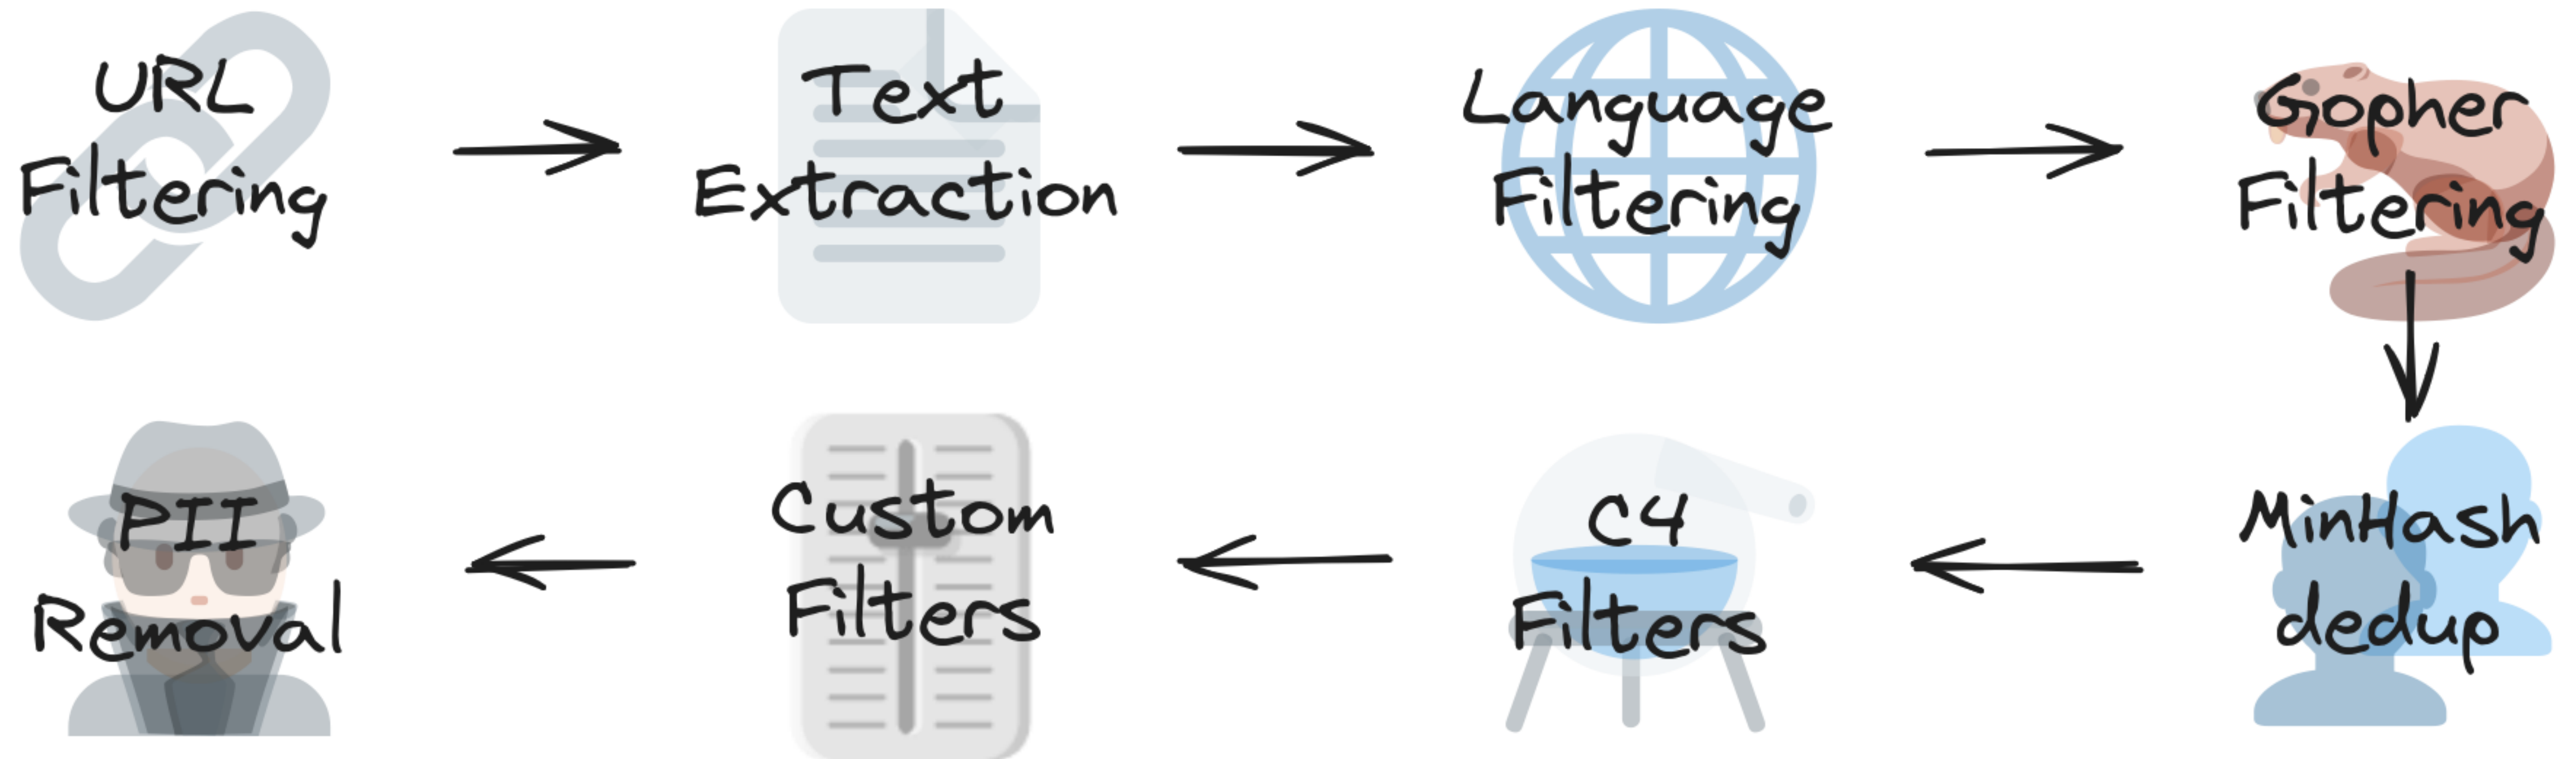 URL
Filtering
Text
Extraction
Language
Filtering
Gopher
Filtering
MinHash
dedup
C4
Filters
Custom
Filters
PII
Removal